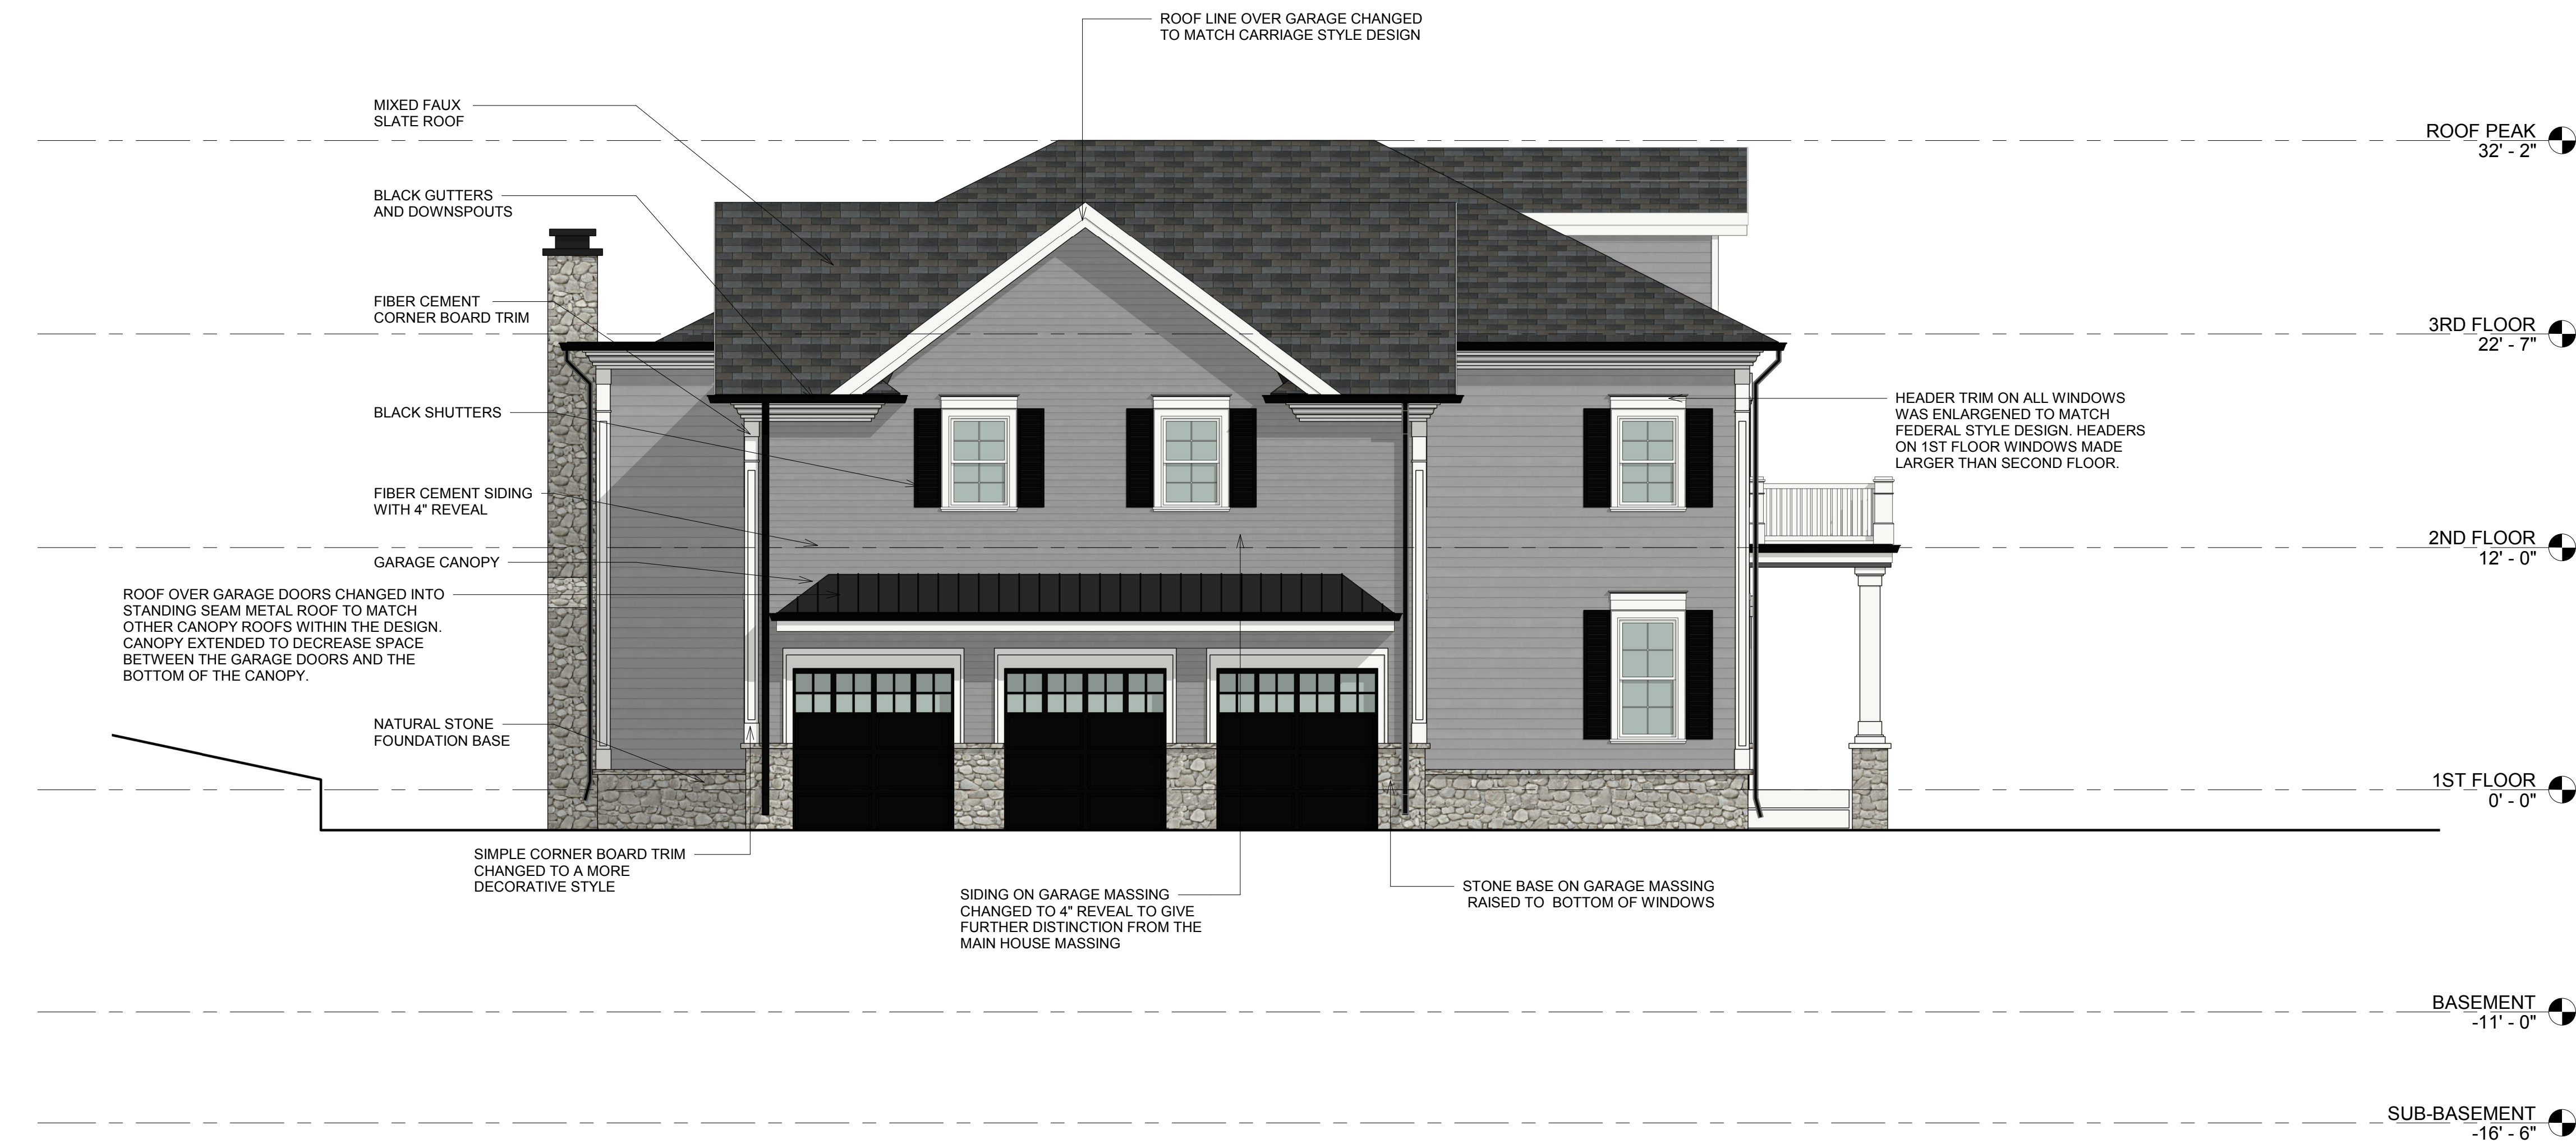 ROOF LINE OVER GARAGE CHANGED
TO MATCH CARRIAGE STYLE DESIGN
MIXED FAUX
SLATE ROOF
ROOF PEAK
32' - 2"
BLACK GUTTERS
AND DOWNSPOUTS
FIBER CEMENT
CORNER BOARD TRIM
3RD FLOOR
22' - 7"
BLACK SHUTTERS
HEADER TRIM ON ALL WINDOWS
WAS ENLARGENED TO MATCH
FEDERAL STYLE DESIGN. HEADERS
ON 1ST FLOOR WINDOWS MADE
LARGER THAN SECOND FLOOR.
FIBER CEMENT SIDING
WITH 4" REVEAL
2ND FLOOR
12' - 0"
GARAGE CANOPY
ROOF OVER GARAGE DOORS CHANGED INTO
STANDING SEAM METAL ROOF TO MATCH
OTHER CANOPY ROOFS WITHIN THE DESIGN.
CANOPY EXTENDED TO DECREASE SPACE
BETWEEN THE GARAGE DOORS AND THE
BOTTOM OF THE CANOPY.
NATURAL STONE
FOUNDATION BASE
1ST FLOOR
0' - 0"
SIMPLE CORNER BOARD TRIM
CHANGED TO A MORE
DECORATIVE STYLE
SIDING ON GARAGE MASSING
CHANGED TO 4" REVEAL TO GIVE
FURTHER DISTINCTION FROM THE
MAIN HOUSE MASSING
STONE BASE ON GARAGE MASSING
RAISED TO  BOTTOM OF WINDOWS
BASEMENT
-11' - 0"
SUB-BASEMENT
-16' - 6"